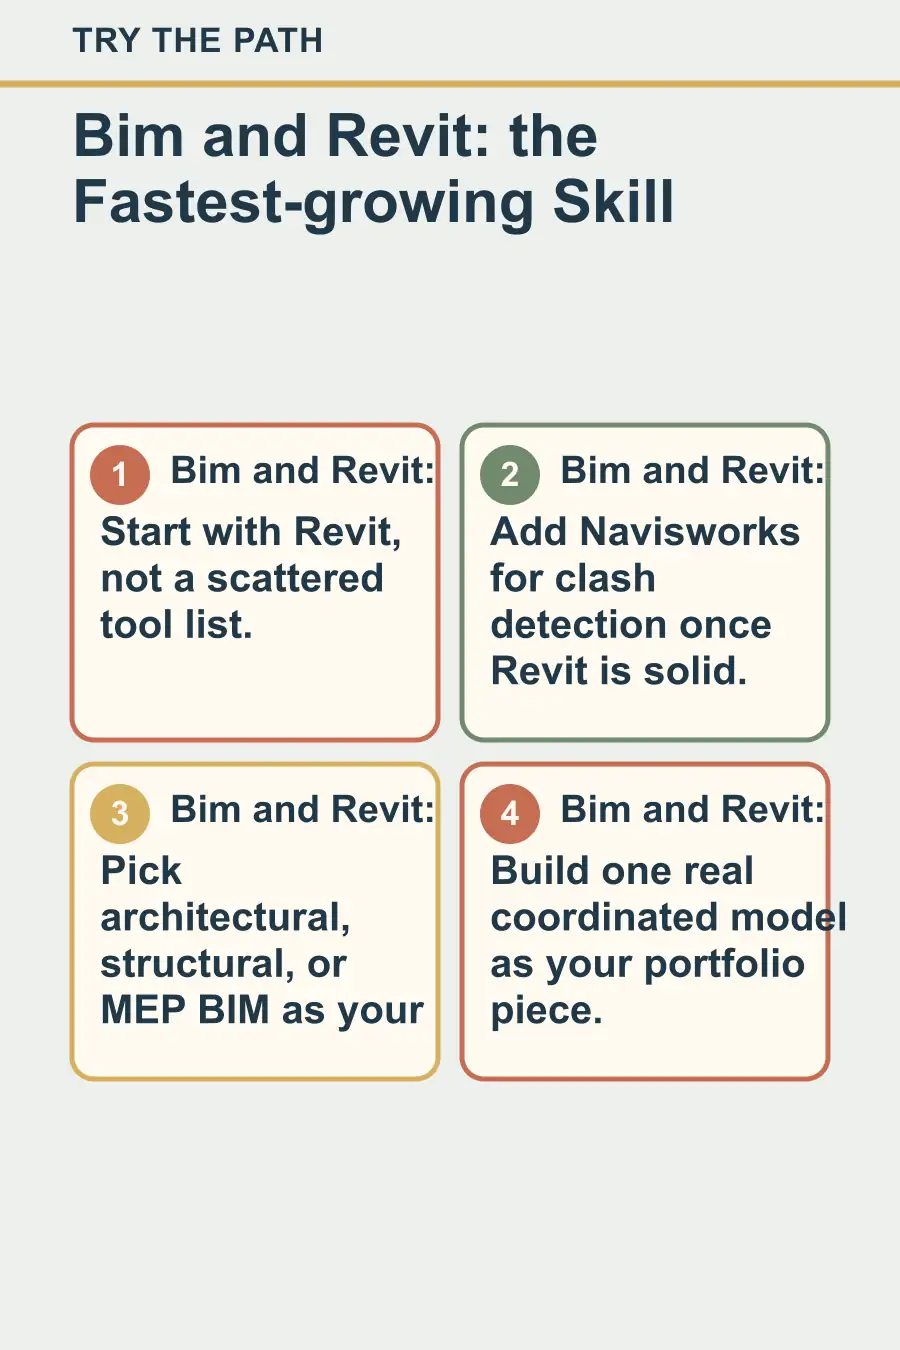 TRY THE PATH
Bim and Revit: the
Fastest-growing Skill
1 Bim and Revit:
Start with Revit,
not a scattered
tool list.
2 Bim and Revit:
Add Navisworks
for clash
detection once
Revit is solid.
3 Bim and Revit:
Pick
architectural,
structural, or
MEP BIM as your
4 Bim and Revit:
Build one real
coordinated model
as your portfolio
piece.